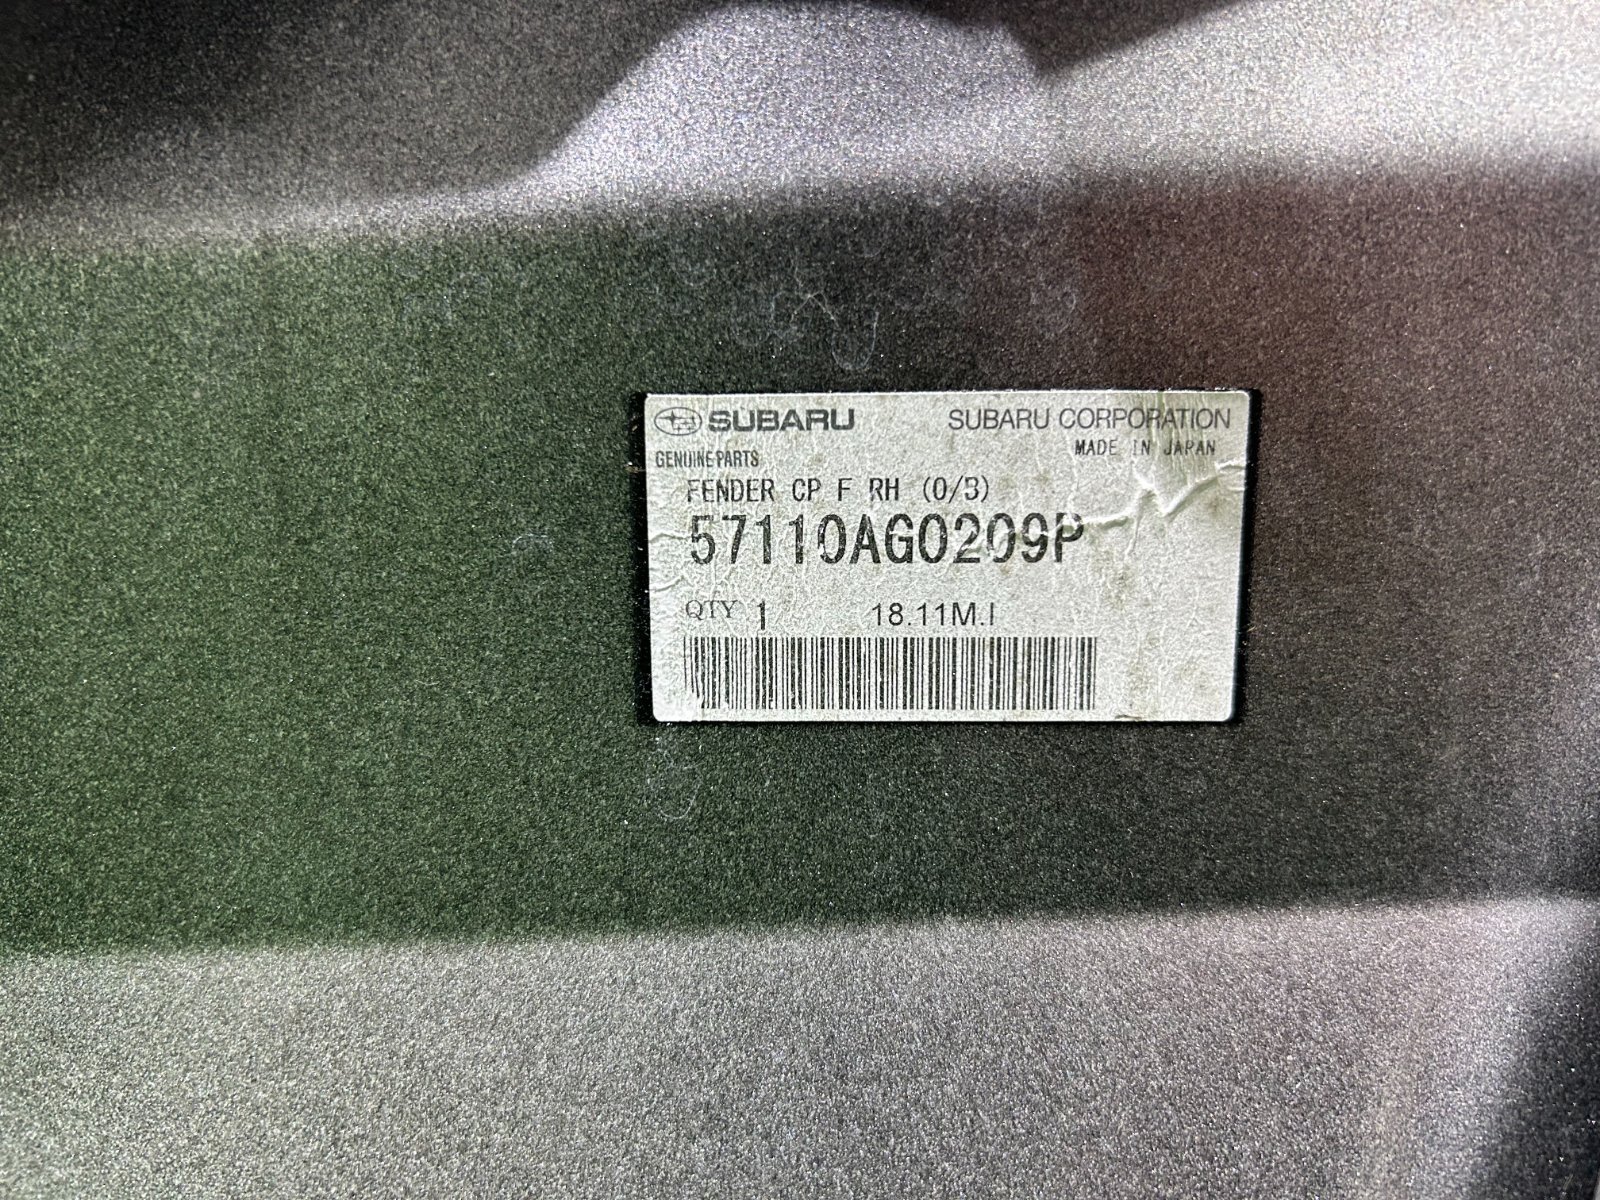 SUBARU SUBARU CORPORATION
GENUINE PARTS MADE IN JAPAN
FENDER CP F RH (0/3)
57110AG0209P
QTY 1 18.11M.I